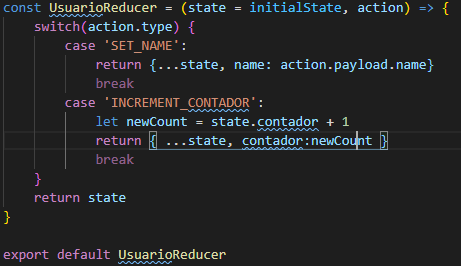 const UsuarioReducer = (state = initialState, action) => {
    switch(action.type) {
        case 'SET_NAME':
            return {...state, name: action.payload.name}
            break
        case 'INCREMENT_CONTADOR':
            let newCount = state.contador + 1
            return { ...state, contador:newCount }
            break
    }
    return state
}
export default UsuarioReducer